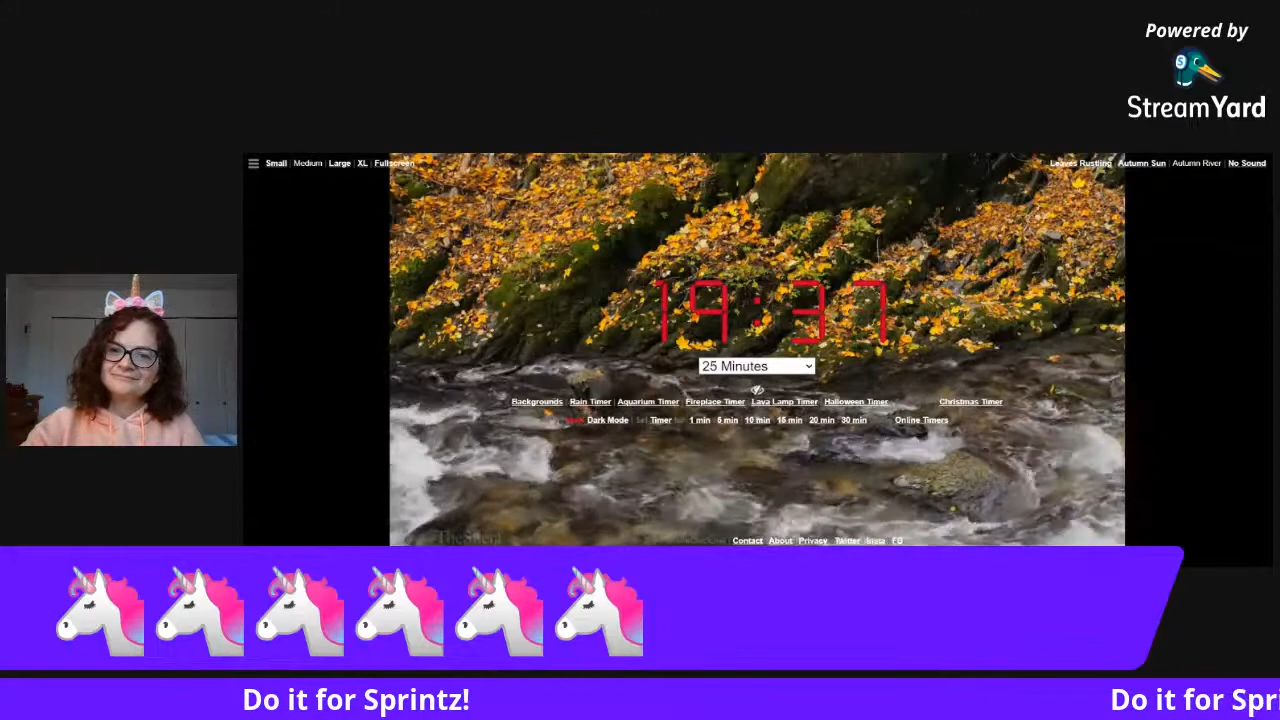 Powered by
StreamYard
Small | Medium | Large | XL | Fullscreen
Leaves Rustling | Autumn Sun | Autumn River | No Sound
19:37
25 Minutes
Backgrounds Rain Timer | Aquarium Timer | Fireplace Timer | Lava Lamp Timer | Halloween Timer Christmas Timer
Dark Mode | Set Timer for 1 min | 5 min | 10 min | 15 min | 20 min | 30 min Online Timers
Contact About Privacy Twitter Insta FB
Do it for Sprintz!
Do it for Spri